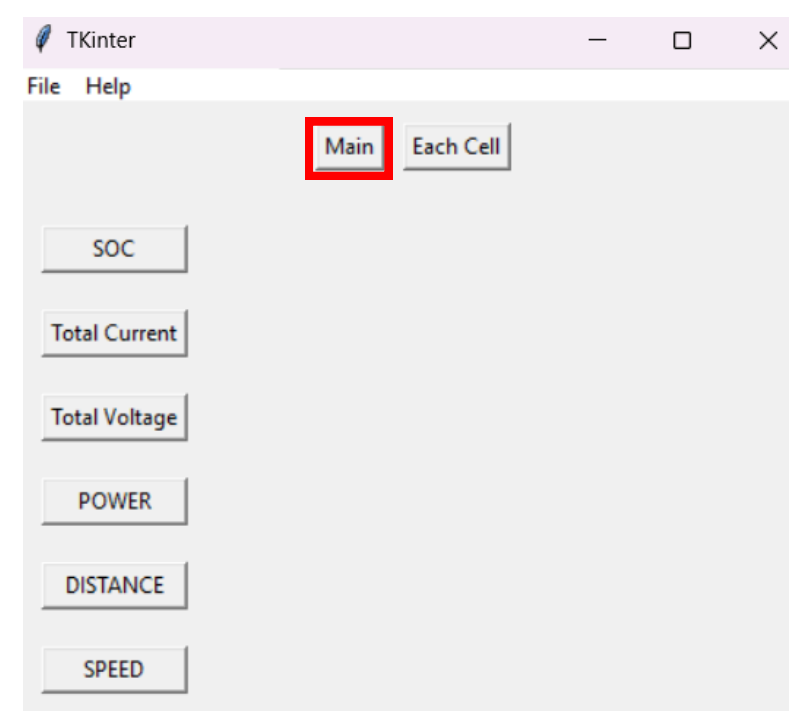 TKinter
File Help
Main Each Cell
SOC
Total Current
Total Voltage
POWER
DISTANCE
SPEED